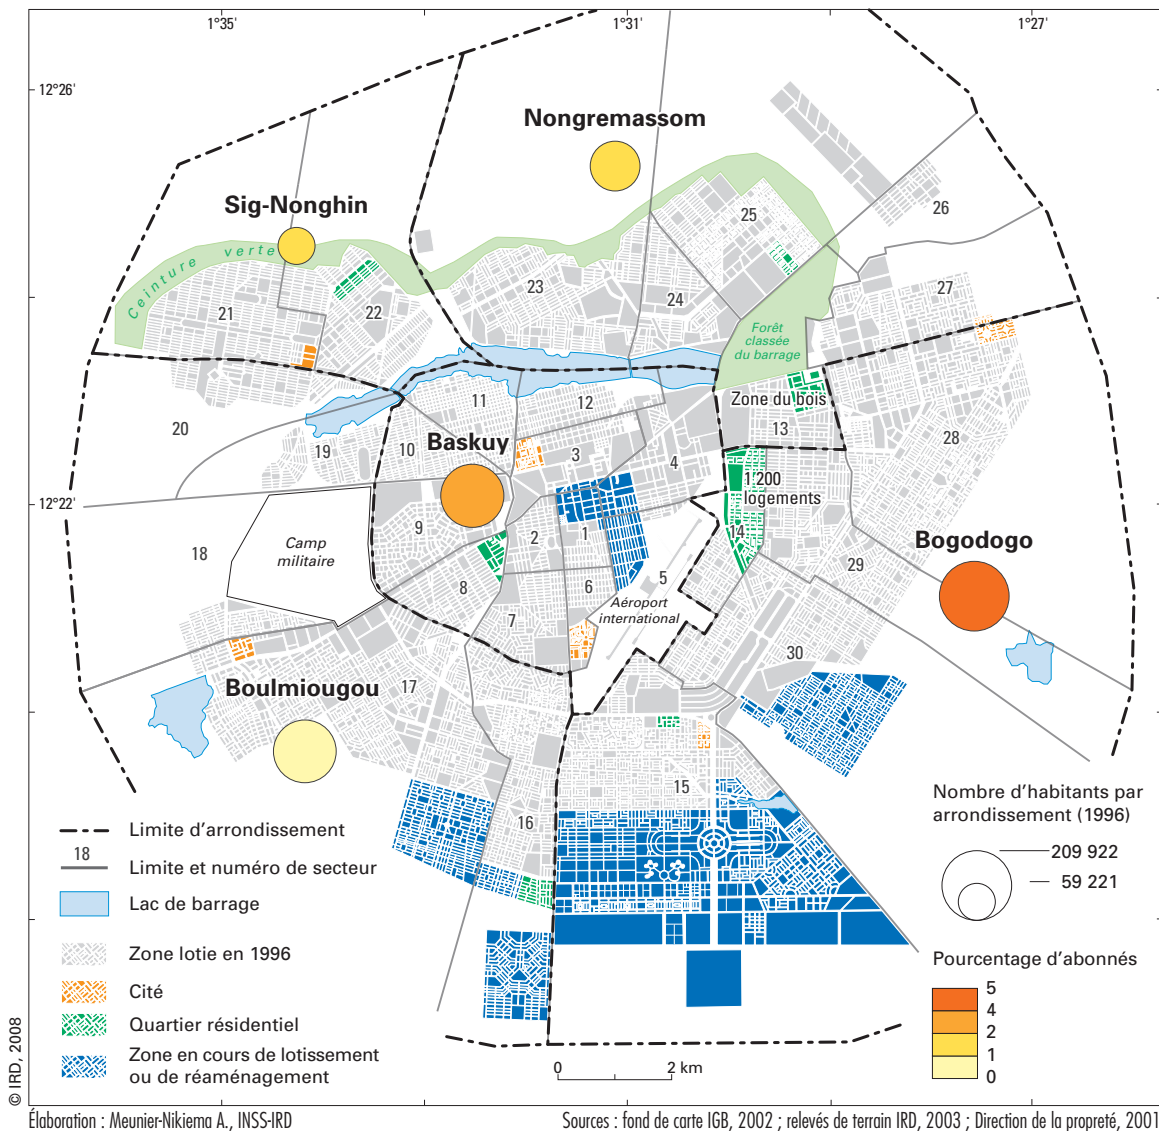 1°35'
1°31'
1°27'
12°26'
Nongremassom
Sig-Nonghin
Ceinture verte
25
26
23
24
27
21
22
Forêt
classée
du barrage
Zone du bois
13
11
12
20
19
10
Baskuy
3
4
28
12°22'
1 200
logements
14
9
2
1
18
Camp
militaire
Bogodogo
29
8
6
5
Aéroport
international
7
30
17
Boulmiougou
15
16
Limite d'arrondissement
18
Limite et numéro de secteur
Lac de barrage
Zone lotie en 1996
Cité
Quartier résidentiel
Zone en cours de lotissement
ou de réaménagement
0 2 km
Nombre d'habitants par
arrondissement (1996)
209 922
59 221
Pourcentage d'abonnés
5
4
2
1
0
© IRD, 2008
Élaboration : Meunier-Nikiema A., INSS-IRD
Sources : fond de carte IGB, 2002 ; relevés de terrain IRD, 2003 ; Direction de la propreté, 2001